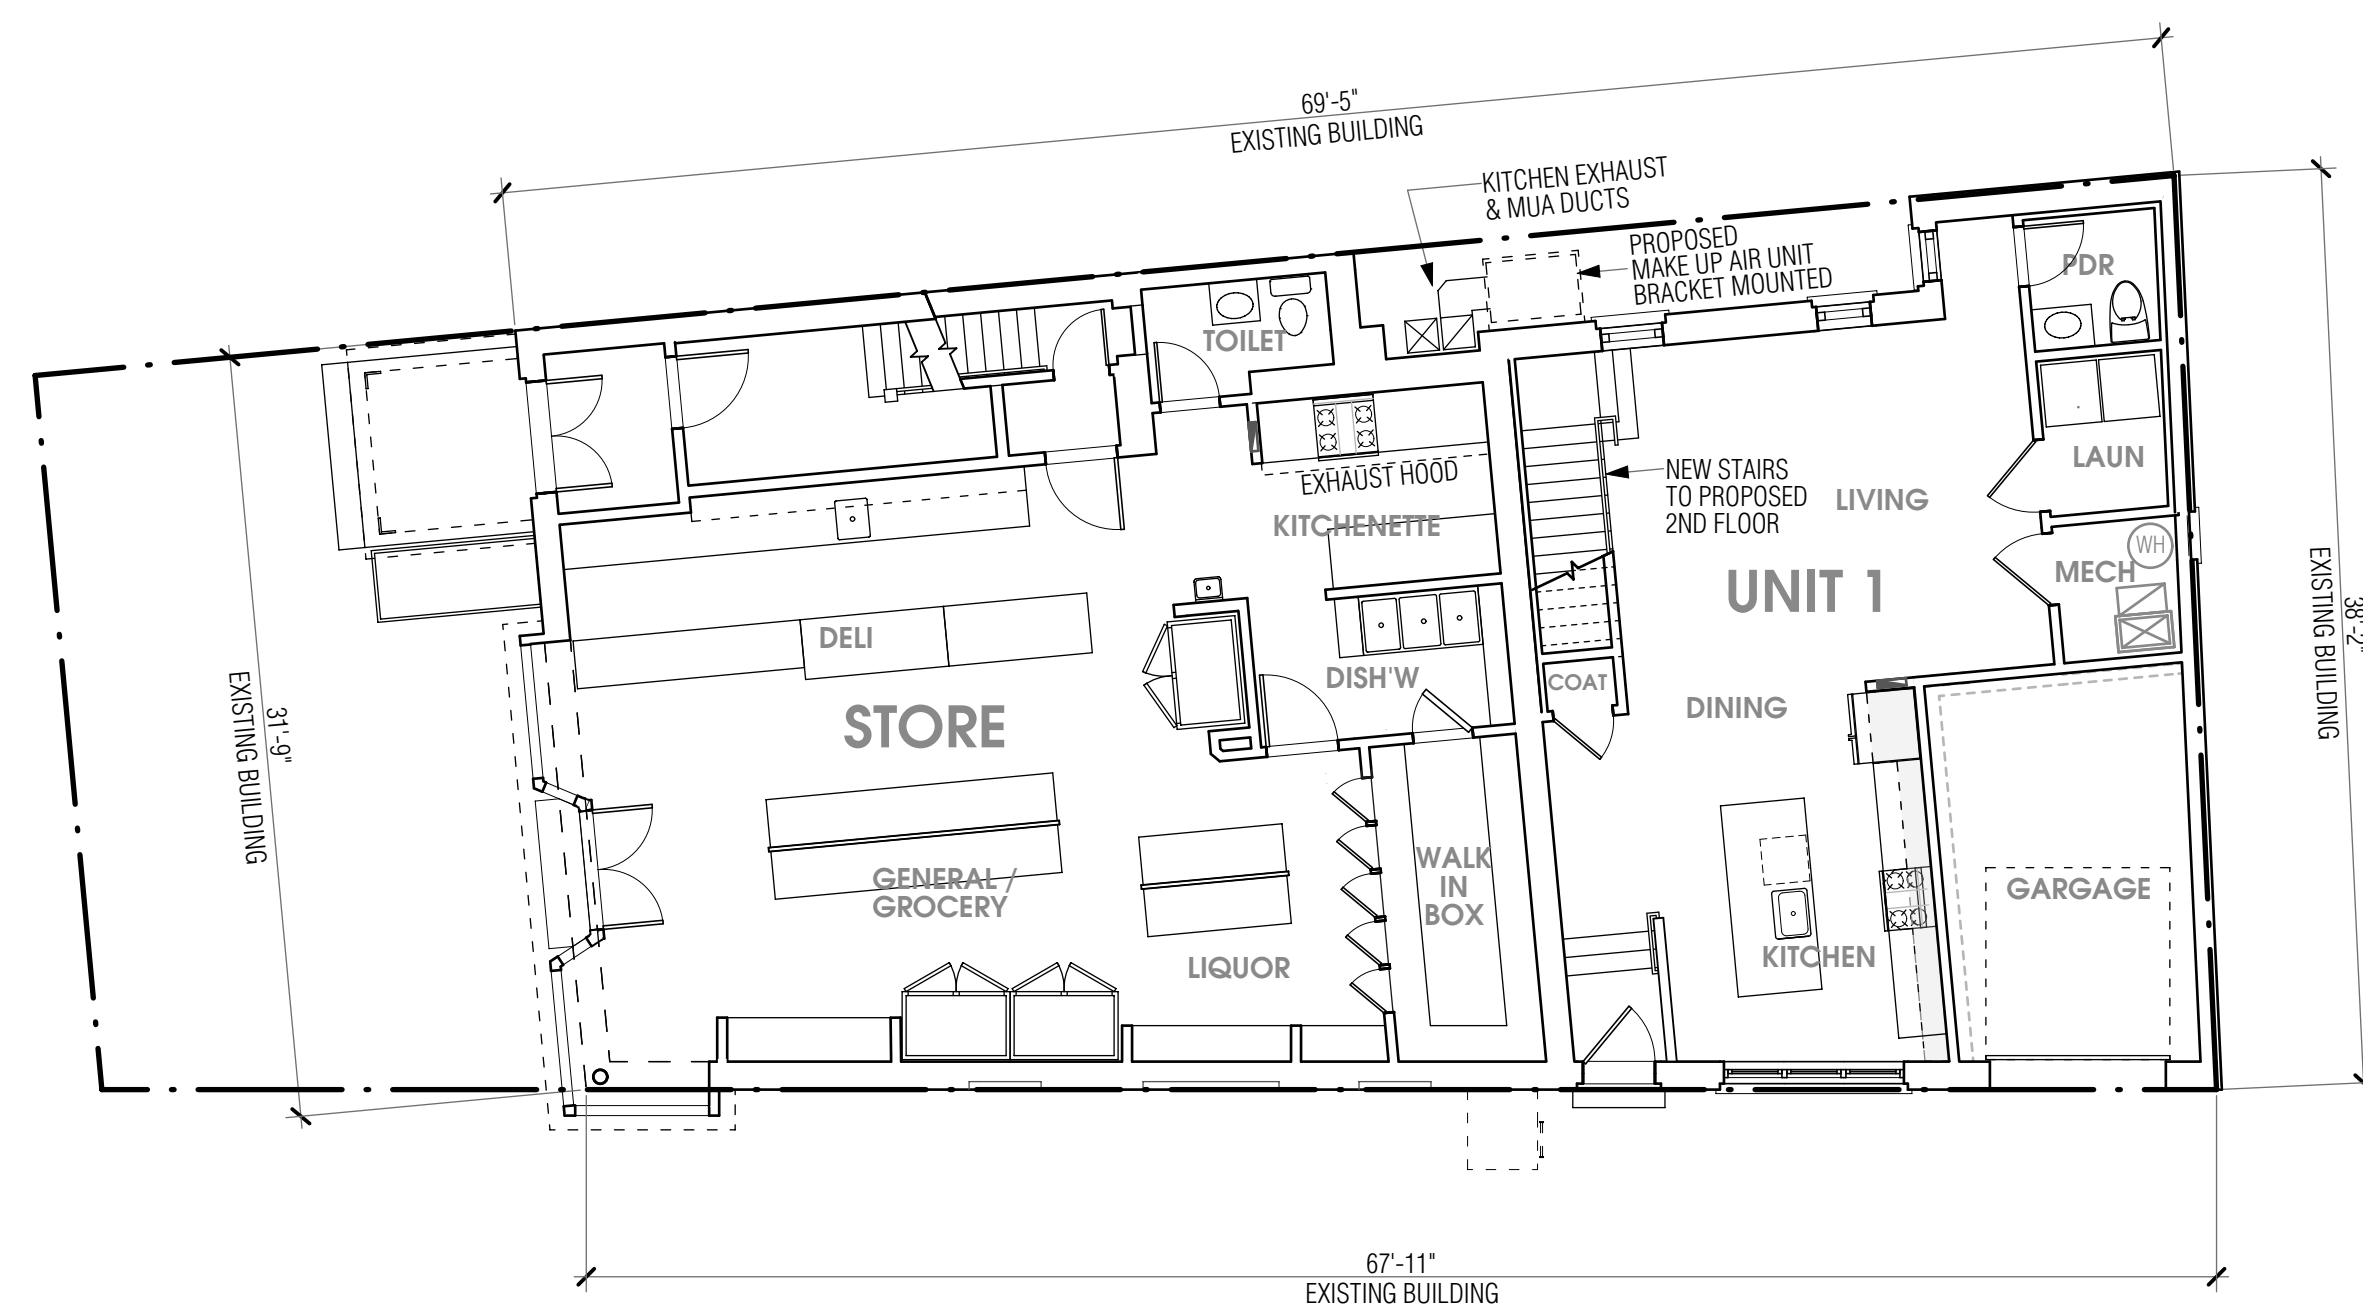 69'-5"
EXISTING BUILDING
KITCHEN EXHAUST
& MUA DUCTS
PROPOSED
MAKE UP AIR UNIT
BRACKET MOUNTED
PDR
TOILET
LAUN
EXHAUST HOOD
KITCHENETTE
NEW STAIRS
TO PROPOSED
2ND FLOOR
LIVING
WH
MECH
UNIT 1
38'-2"
EXISTING BUILDING
DELI
DISH'W
COAT
DINING
STORE
31'-9"
EXISTING BUILDING
GENERAL /
GROCERY
WALK
IN
BOX
GARGAGE
LIQUOR
KITCHEN
67'-11"
EXISTING BUILDING